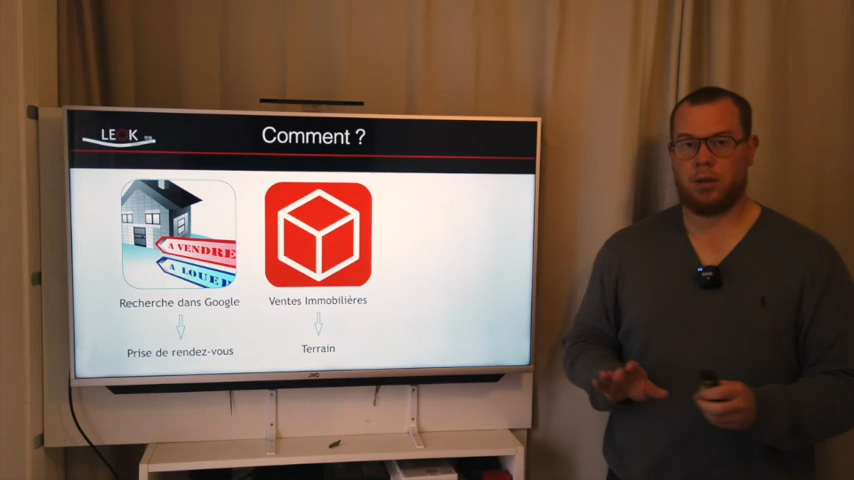 LEOK
Comment ?
A VENDRE
A LOUER
Recherche dans Google
Ventes Immobilières
Prise de rendez-vous
Terrain
JVC